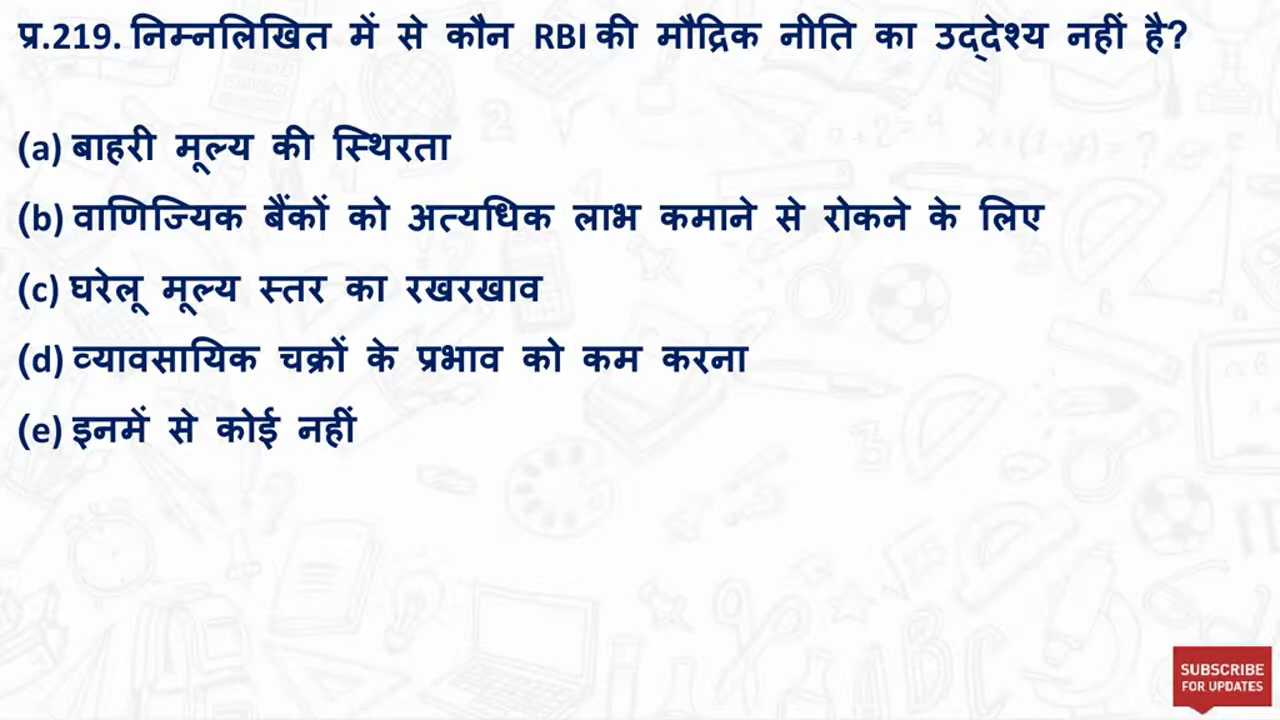 प्र.219. निम्नलिखित में से कौन RBI की मौद्रिक नीति का उद्देश्य नहीं है?
(a) बाहरी मूल्य की स्थिरता
(b) वाणिज्यिक बैंकों को अत्यधिक लाभ कमाने से रोकने के लिए
(c) घरेलू मूल्य स्तर का रखरखाव
(d) व्यावसायिक चक्रों के प्रभाव को कम करना
(e) इनमें से कोई नहीं
SUBSCRIBE
FOR UPDATES